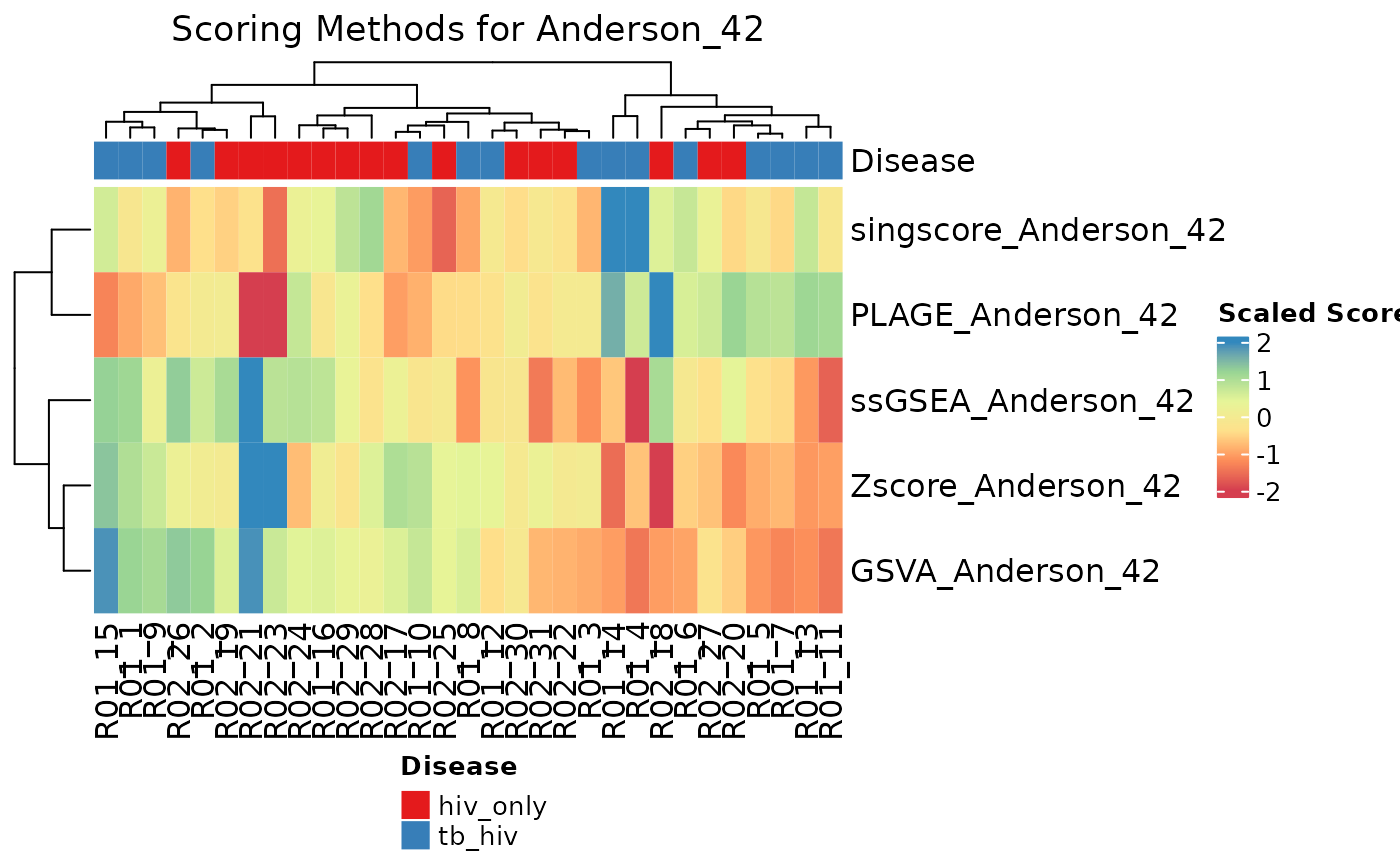 Scoring Methods for Anderson_42
Disease
singscore_Anderson_42
PLAGE_Anderson_42
ssGSEA_Anderson_42
Zscore_Anderson_42
GSVA_Anderson_42
Scaled Score
2
1
0
-1
-2
R01_15
R01_1
R01_9
R02_26
R01_2
R02_19
R02_21
R02_23
R02_24
R01_16
R02_29
R02_28
R02_17
R01_10
R02_25
R01_8
R01_12
R02_30
R02_31
R02_22
R01_3
R01_14
R01_4
R02_18
R01_6
R02_27
R02_20
R01_5
R01_7
R01_13
R01_11
Disease
hiv_only
tb_hiv